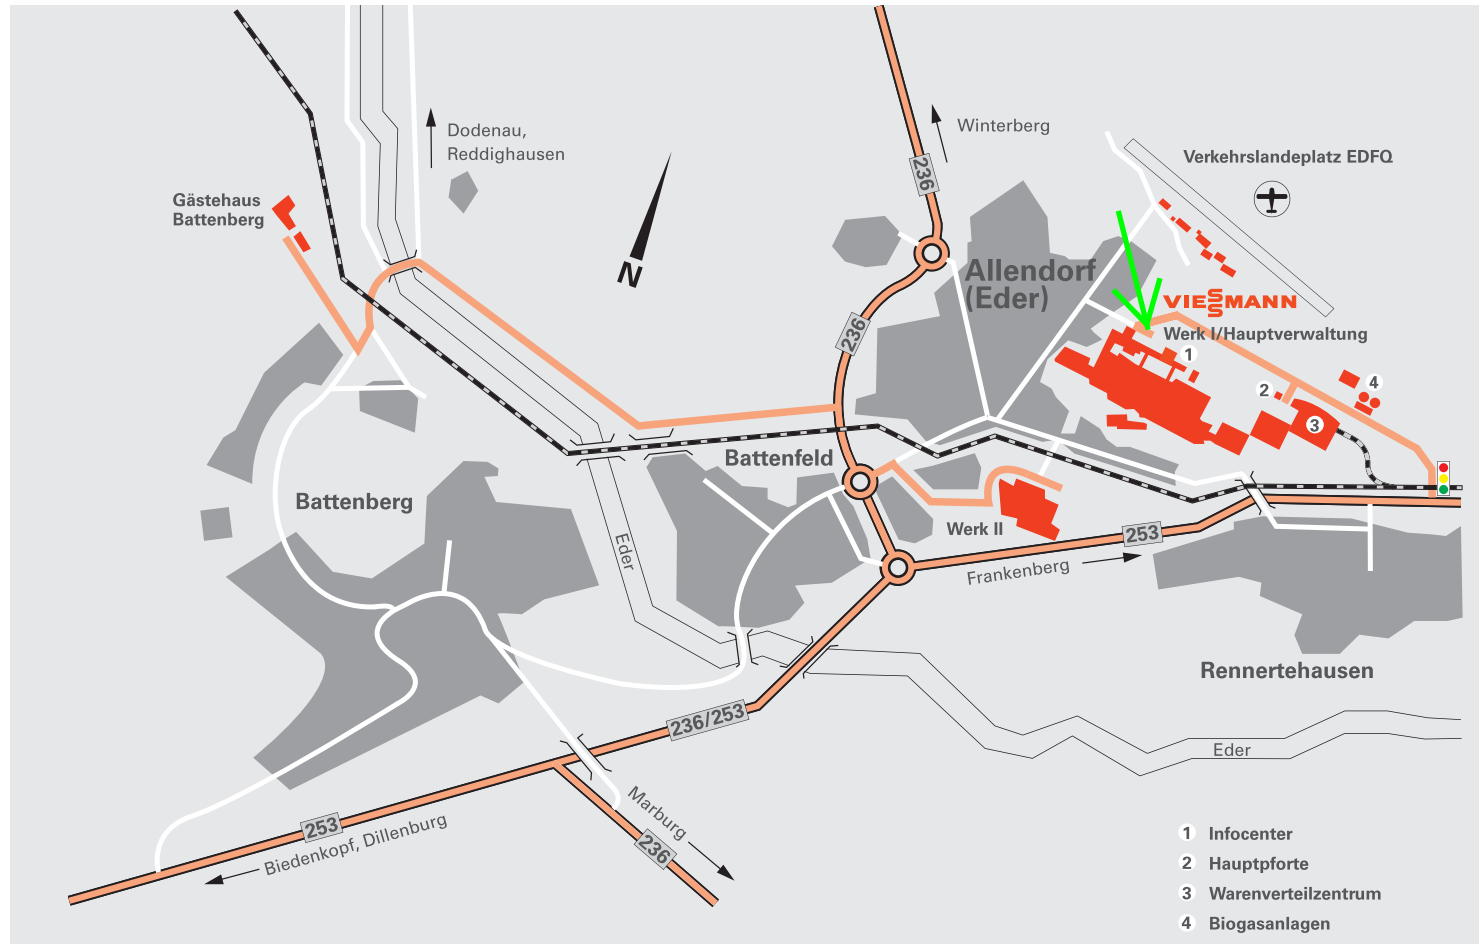 Dodenau,
Reddighausen
Winterberg
236
Verkehrslandeplatz EDFQ
Gästehaus
Battenberg
N
Allendorf
(Eder)
VIESSMANN
236
Werk I/Hauptverwaltung
1
2
4
3
Battenfeld
Battenberg
Werk II
Eder
253
Frankenberg
Rennertehausen
236/253
Eder
Marburg
253
Biedenkopf, Dillenburg
236
1 Infocenter
2 Hauptpforte
3 Warenverteilzentrum
4 Biogasanlagen